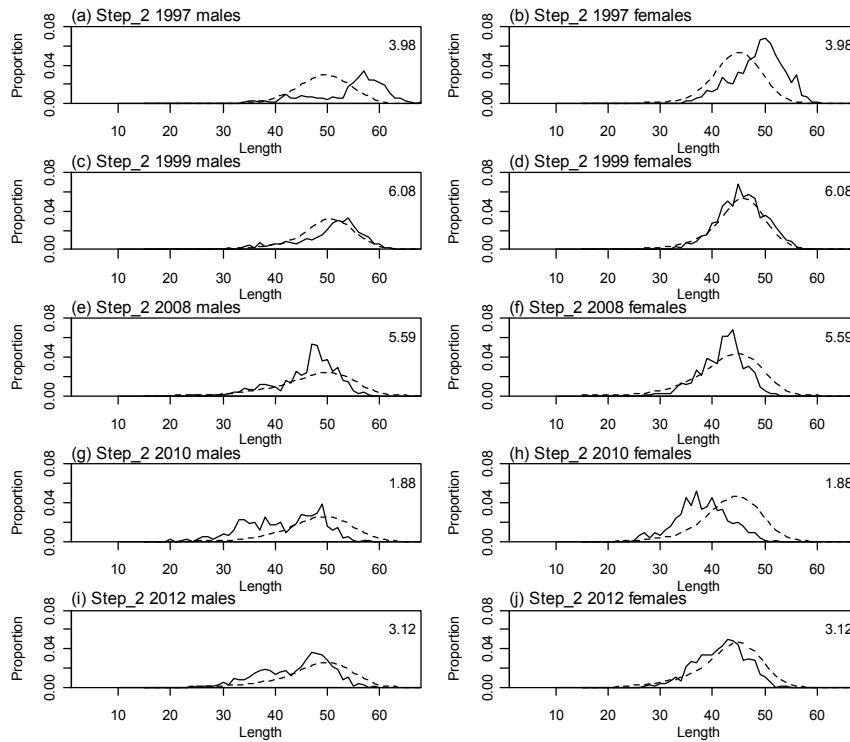 (a) Step_2 1997 males
(b) Step_2 1997 females
Proportion
0.00 0.04 0.08
3.98
Proportion
0.00 0.04 0.08
3.98
10 20 30 40 50 60
10 20 30 40 50 60
Length
Length
(c) Step_2 1999 males
(d) Step_2 1999 females
Proportion
0.00 0.04 0.08
6.08
Proportion
0.00 0.04 0.08
6.08
10 20 30 40 50 60
10 20 30 40 50 60
Length
Length
(e) Step_2 2008 males
(f) Step_2 2008 females
Proportion
0.00 0.04 0.08
5.59
Proportion
0.00 0.04 0.08
5.59
10 20 30 40 50 60
10 20 30 40 50 60
Length
Length
(g) Step_2 2010 males
(h) Step_2 2010 females
Proportion
0.00 0.04 0.08
1.88
Proportion
0.00 0.04 0.08
1.88
10 20 30 40 50 60
10 20 30 40 50 60
Length
Length
(i) Step_2 2012 males
(j) Step_2 2012 females
Proportion
0.00 0.04 0.08
3.12
Proportion
0.00 0.04 0.08
3.12
10 20 30 40 50 60
10 20 30 40 50 60
Length
Length